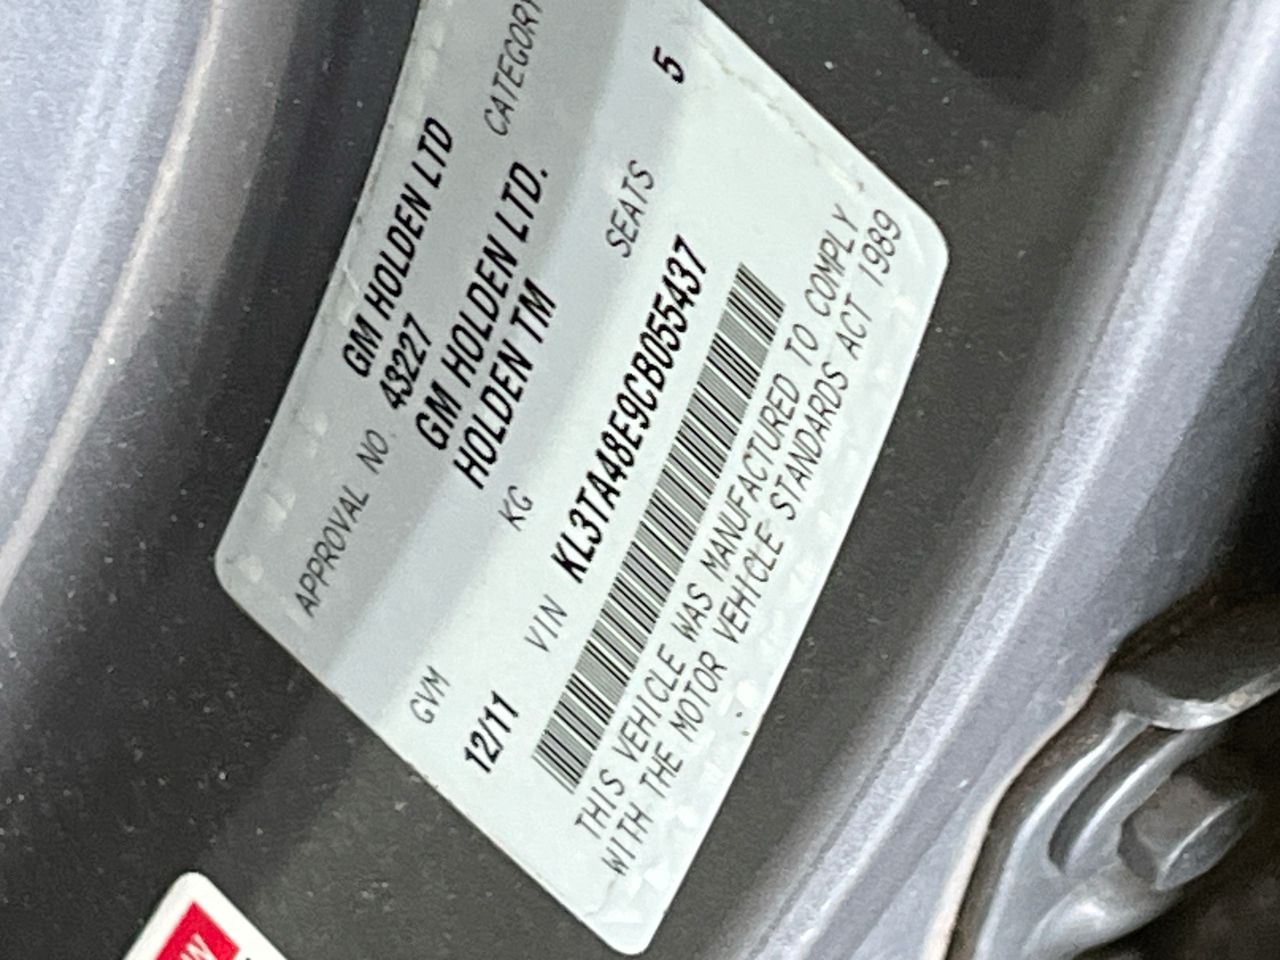 GM HOLDEN LTD
APPROVAL NO. 43227 CATEGORY
GM HOLDEN LTD.
HOLDEN TM
GVM KG SEATS 5
12/11 VIN KL3TA48E9CB055437
THIS VEHICLE WAS MANUFACTURED TO COMPLY
WITH THE MOTOR VEHICLE STANDARDS ACT 1989